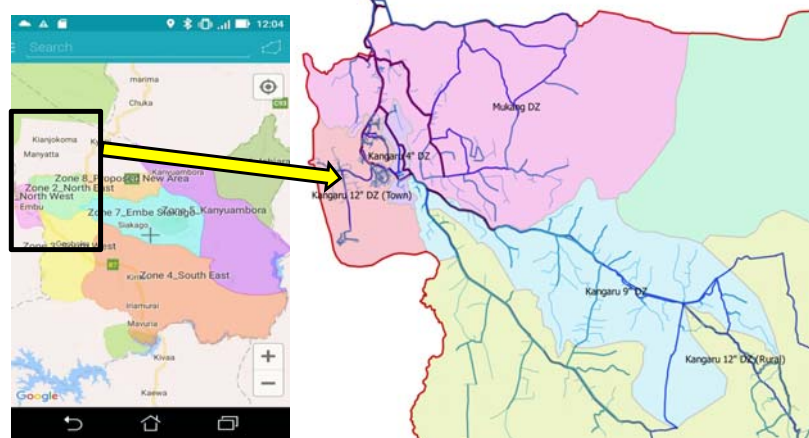 12:04
Search
marima
Chuka
Kianjokoma
Manyatta
Kanyuambora
Zone 8_Proposed New Area
Zone 2_North East
_North West
Embu
Zone 7_Embe Siakago
Zone 5_Kanyuambora
Siakago
Zone 4_South East
Iriamurai
Mavuria
Kivaa
Kaewa
Google
+
−
Mukang DZ
Kangaru 4" DZ
Kangaru 12" DZ (Town)
Kangaru 9" DZ
Kangaru 12" DZ (Rural)